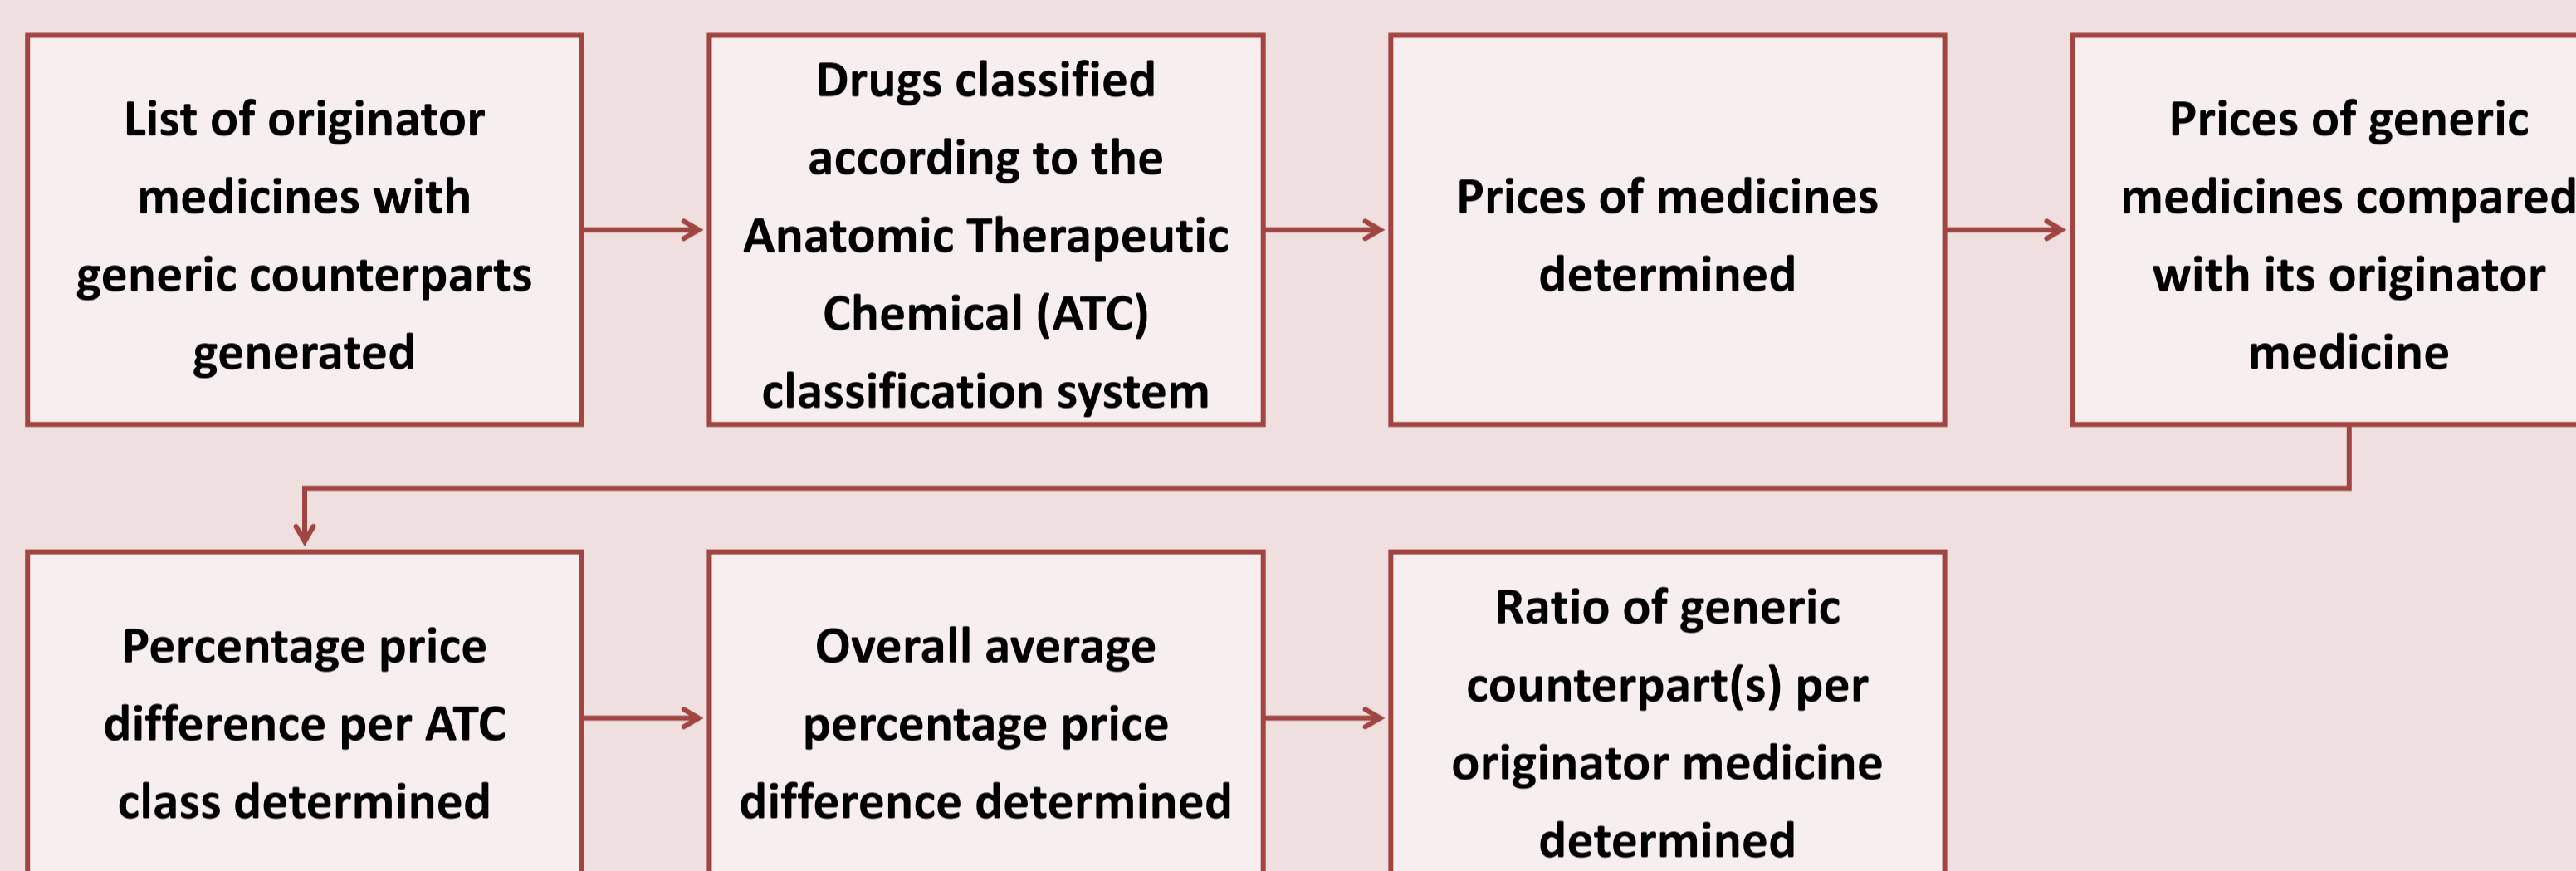 List of originator
medicines with
generic counterparts
generated
Drugs classified
according to the
Anatomic Therapeutic
Chemical (ATC)
classification system
Prices of medicines
determined
Prices of generic
medicines compared
with its originator
medicine
Percentage price
difference per ATC
class determined
Overall average
percentage price
difference determined
Ratio of generic
counterpart(s) per
originator medicine
determined